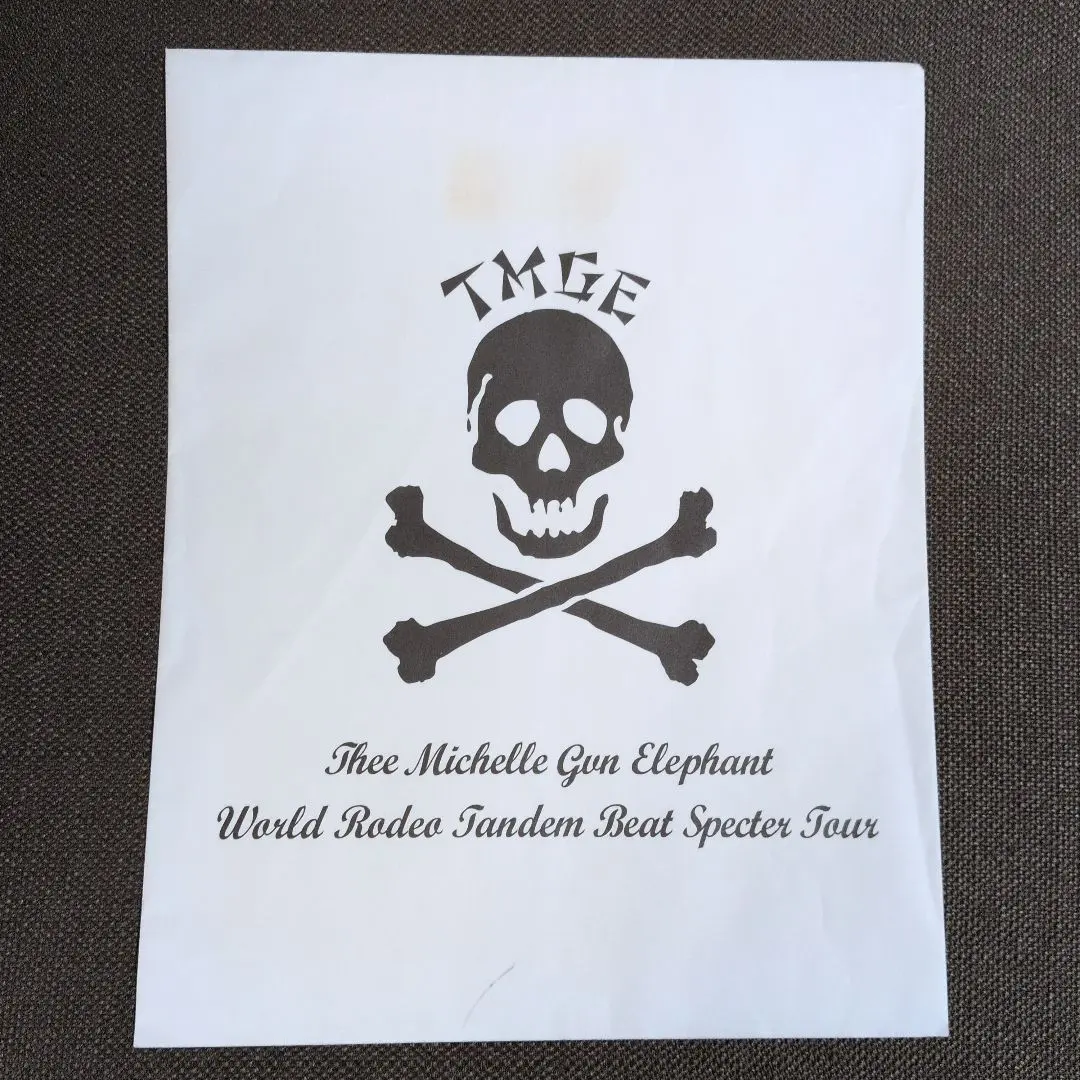 TMGE
Thee Michelle Gvn Elephant
World Rodeo Tandem Beat Specter Tour